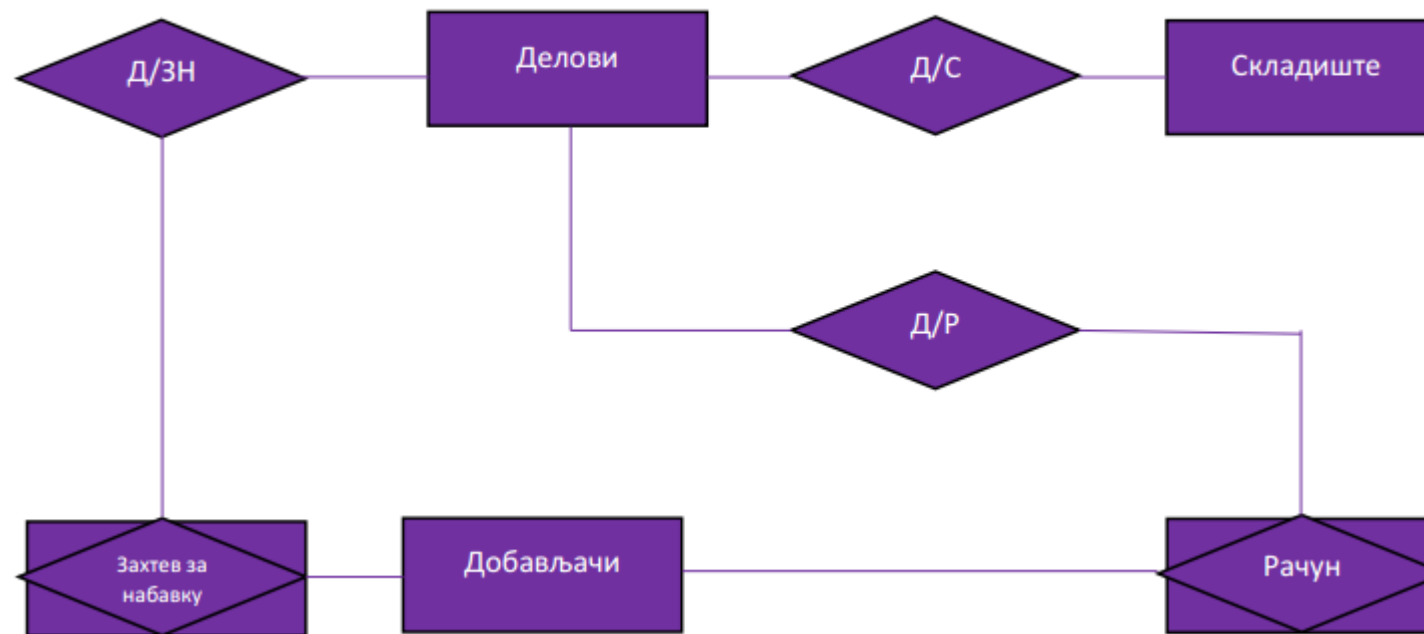 Д/ЗН
Делови
Д/С
Складиште
Д/Р
Захтев за
набавку
Добављачи
Рачун